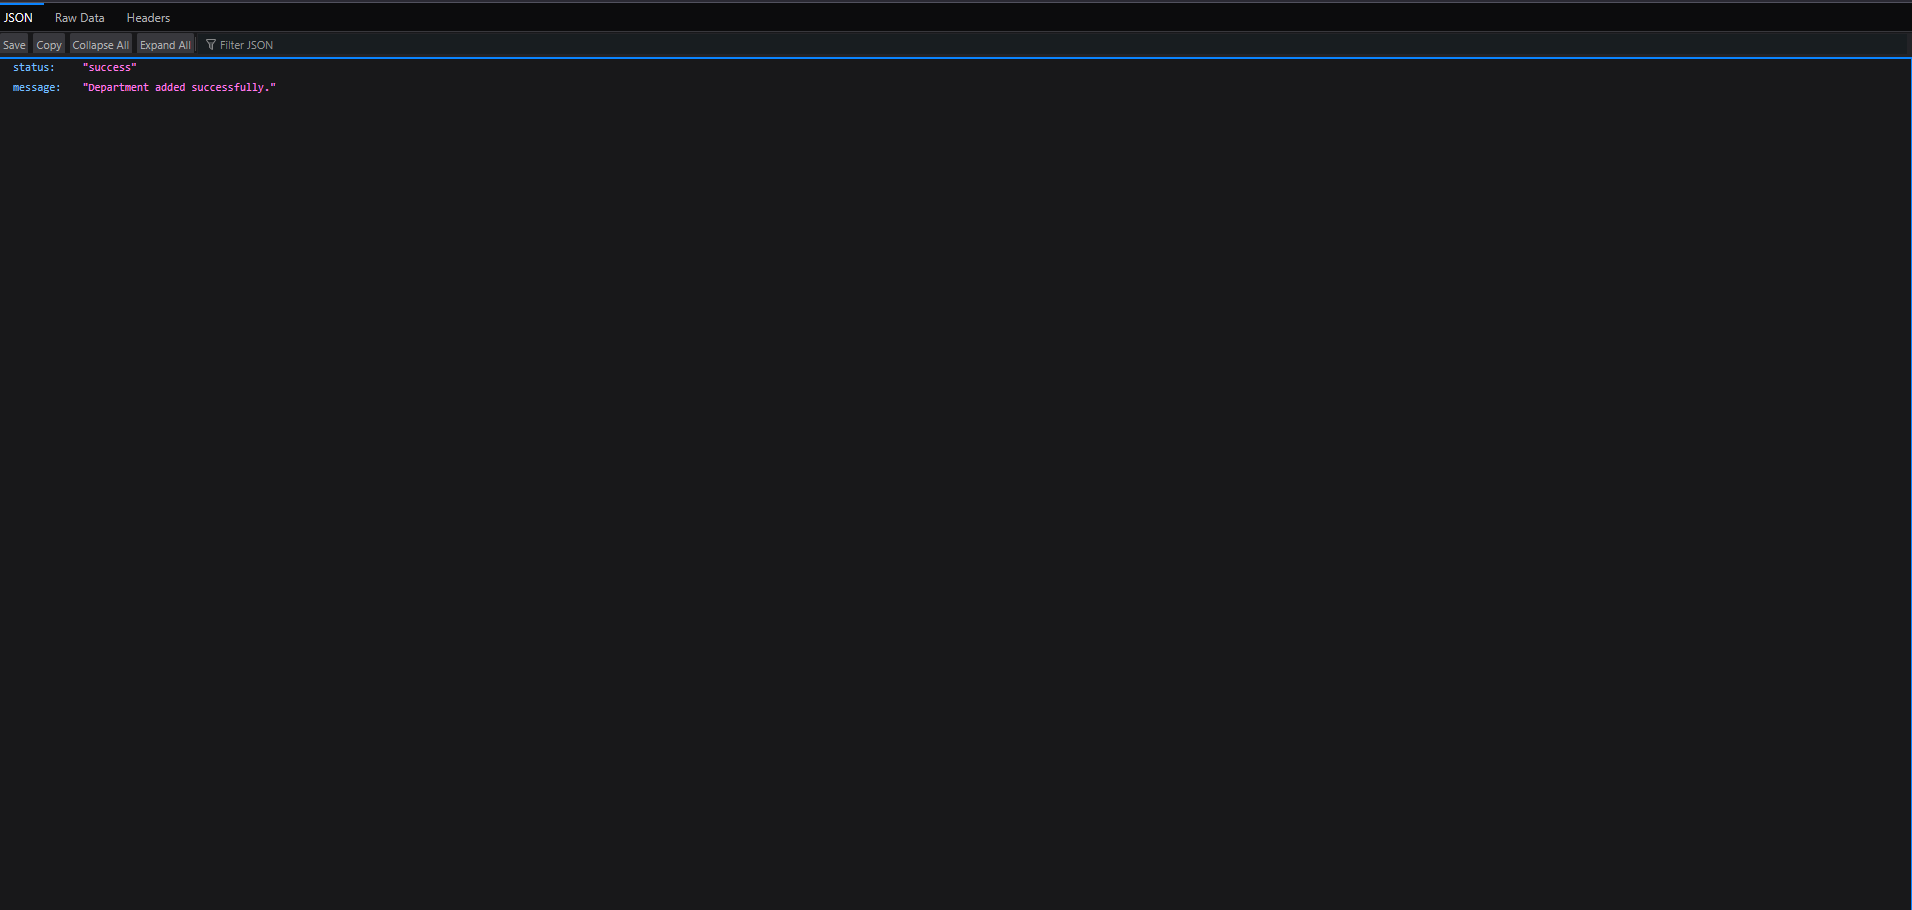 JSON Raw Data Headers
Save Copy Collapse All Expand All Filter JSON
status: "success"
message: "Department added successfully."